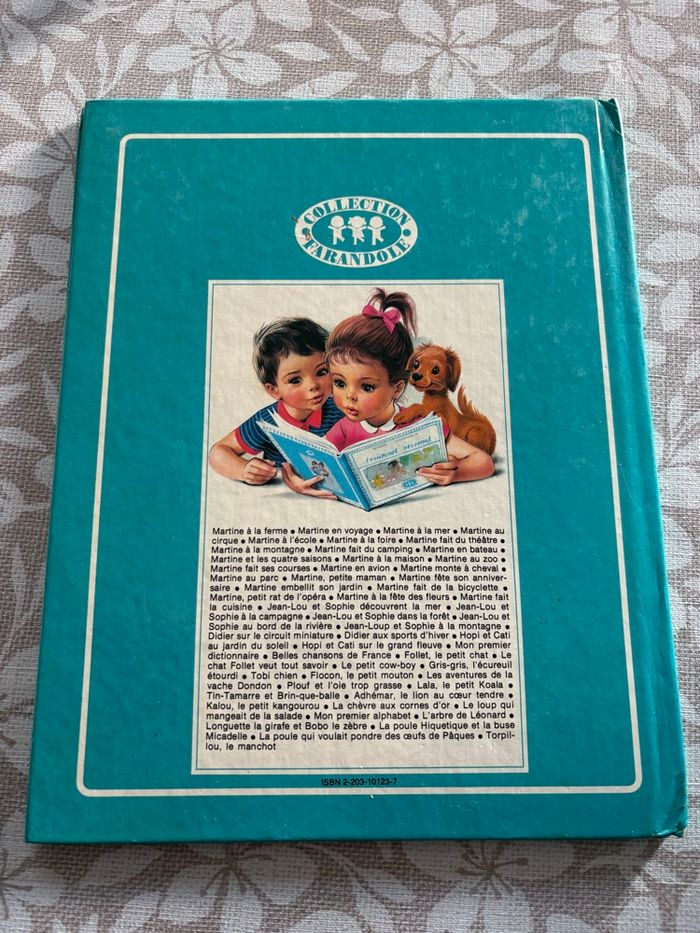 COLLECTION
FARANDOLE
Martine à la ferme • Martine en voyage • Martine à la mer • Martine au
cirque • Martine à l'école • Martine à la foire • Martine fait du théâtre •
Martine à la montagne • Martine fait du camping • Martine en bateau •
Martine et les quatre saisons • Martine à la maison • Martine au zoo •
Martine fait ses courses • Martine en avion • Martine monte à cheval •
Martine au parc • Martine, petite maman • Martine fête son anniver-
saire • Martine embellit son jardin • Martine fait de la bicyclette •
Martine, petit rat de l'opéra • Martine à la fête des fleurs • Martine fait
la cuisine • Jean-Lou et Sophie découvrent la mer • Jean-Lou et
Sophie à la campagne • Jean-Lou et Sophie dans la forêt • Jean-Lou et
Sophie au bord de la rivière • Jean-Loup et Sophie à la montagne •
Didier sur le circuit miniature • Didier aux sports d'hiver • Hopi et Cati
au jardin du soleil • Hopi et Cati sur le grand fleuve • Mon premier
dictionnaire • Belles chansons de France • Follet, le petit chat • Le
chat Follet veut tout savoir • Le petit cow-boy • Gris-gris, l'écureuil
étourdi • Tobi chien • Flocon, le petit mouton • Les aventures de la
vache Dondon • Plouf et l'oie trop grasse • Lala, le petit Koala •
Tin-Tamarre et Brin-que-balle • Adhémar, le lion au cœur tendre •
Kalou, le petit kangourou • La chèvre aux cornes d'or • Le loup qui
mangeait de la salade • Mon premier alphabet • L'arbre de Léonard •
Longuette la girafe et Bobo le zèbre • La poule Hiquetique et la buse
Micadelle • La poule qui voulait pondre des œufs de Pâques • Torpil-
lou, le manchot
ISBN 2-203-10123-7